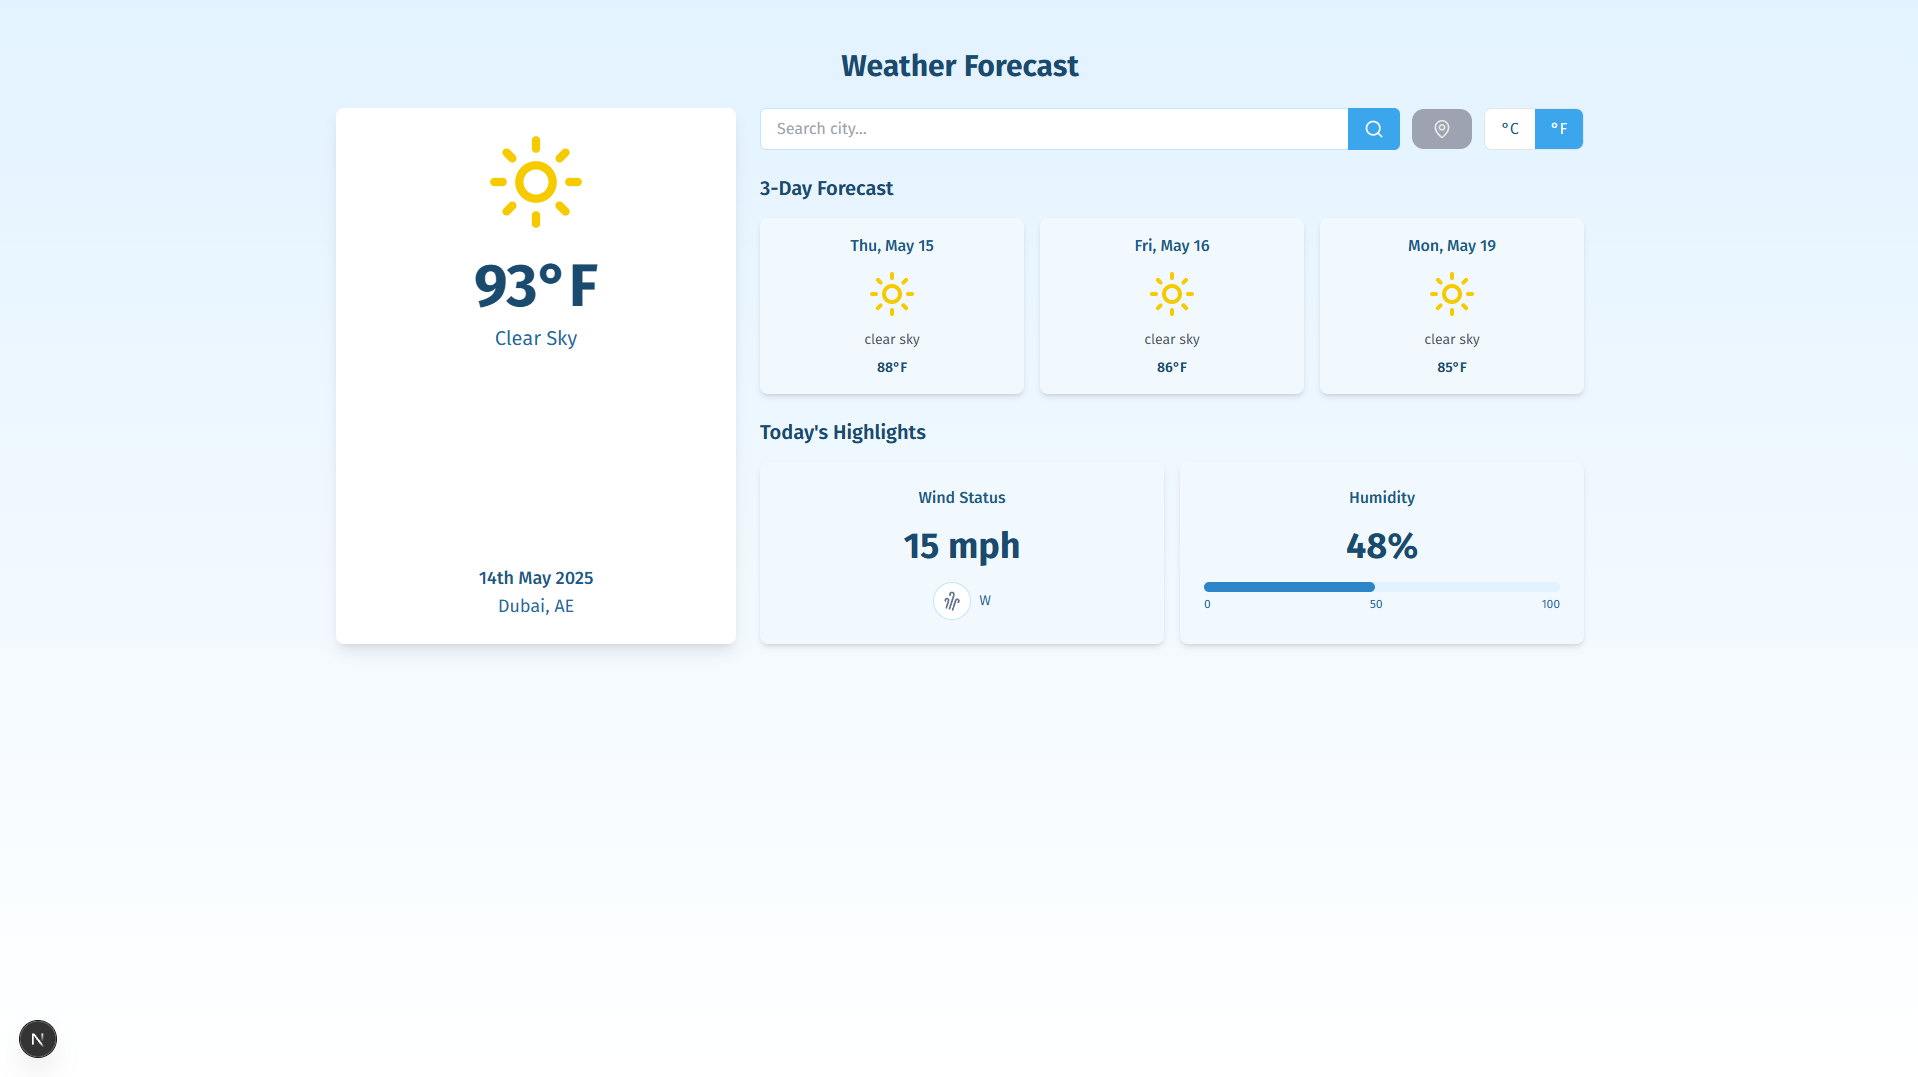 Weather Forecast
93°F
Clear Sky
14th May 2025
Dubai, AE
Search city...
°C
°F
3-Day Forecast
Thu, May 15
clear sky
88°F
Fri, May 16
clear sky
86°F
Mon, May 19
clear sky
85°F
Today's Highlights
Wind Status
15 mph
W
Humidity
48%
0 50 100
N